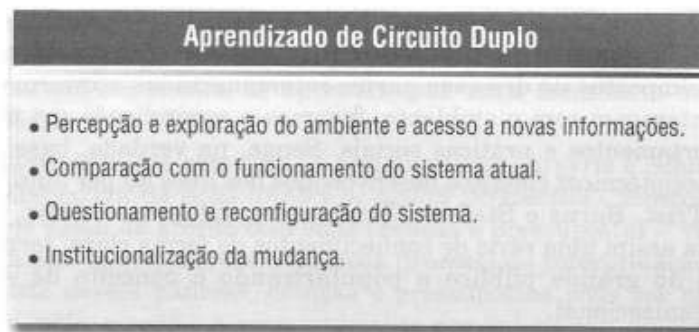 Aprendizado de Circuito Duplo
• Percepção e exploração do ambiente e acesso a novas informações.
• Comparação com o funcionamento do sistema atual.
• Questionamento e reconfiguração do sistema.
• Institucionalização da mudança.